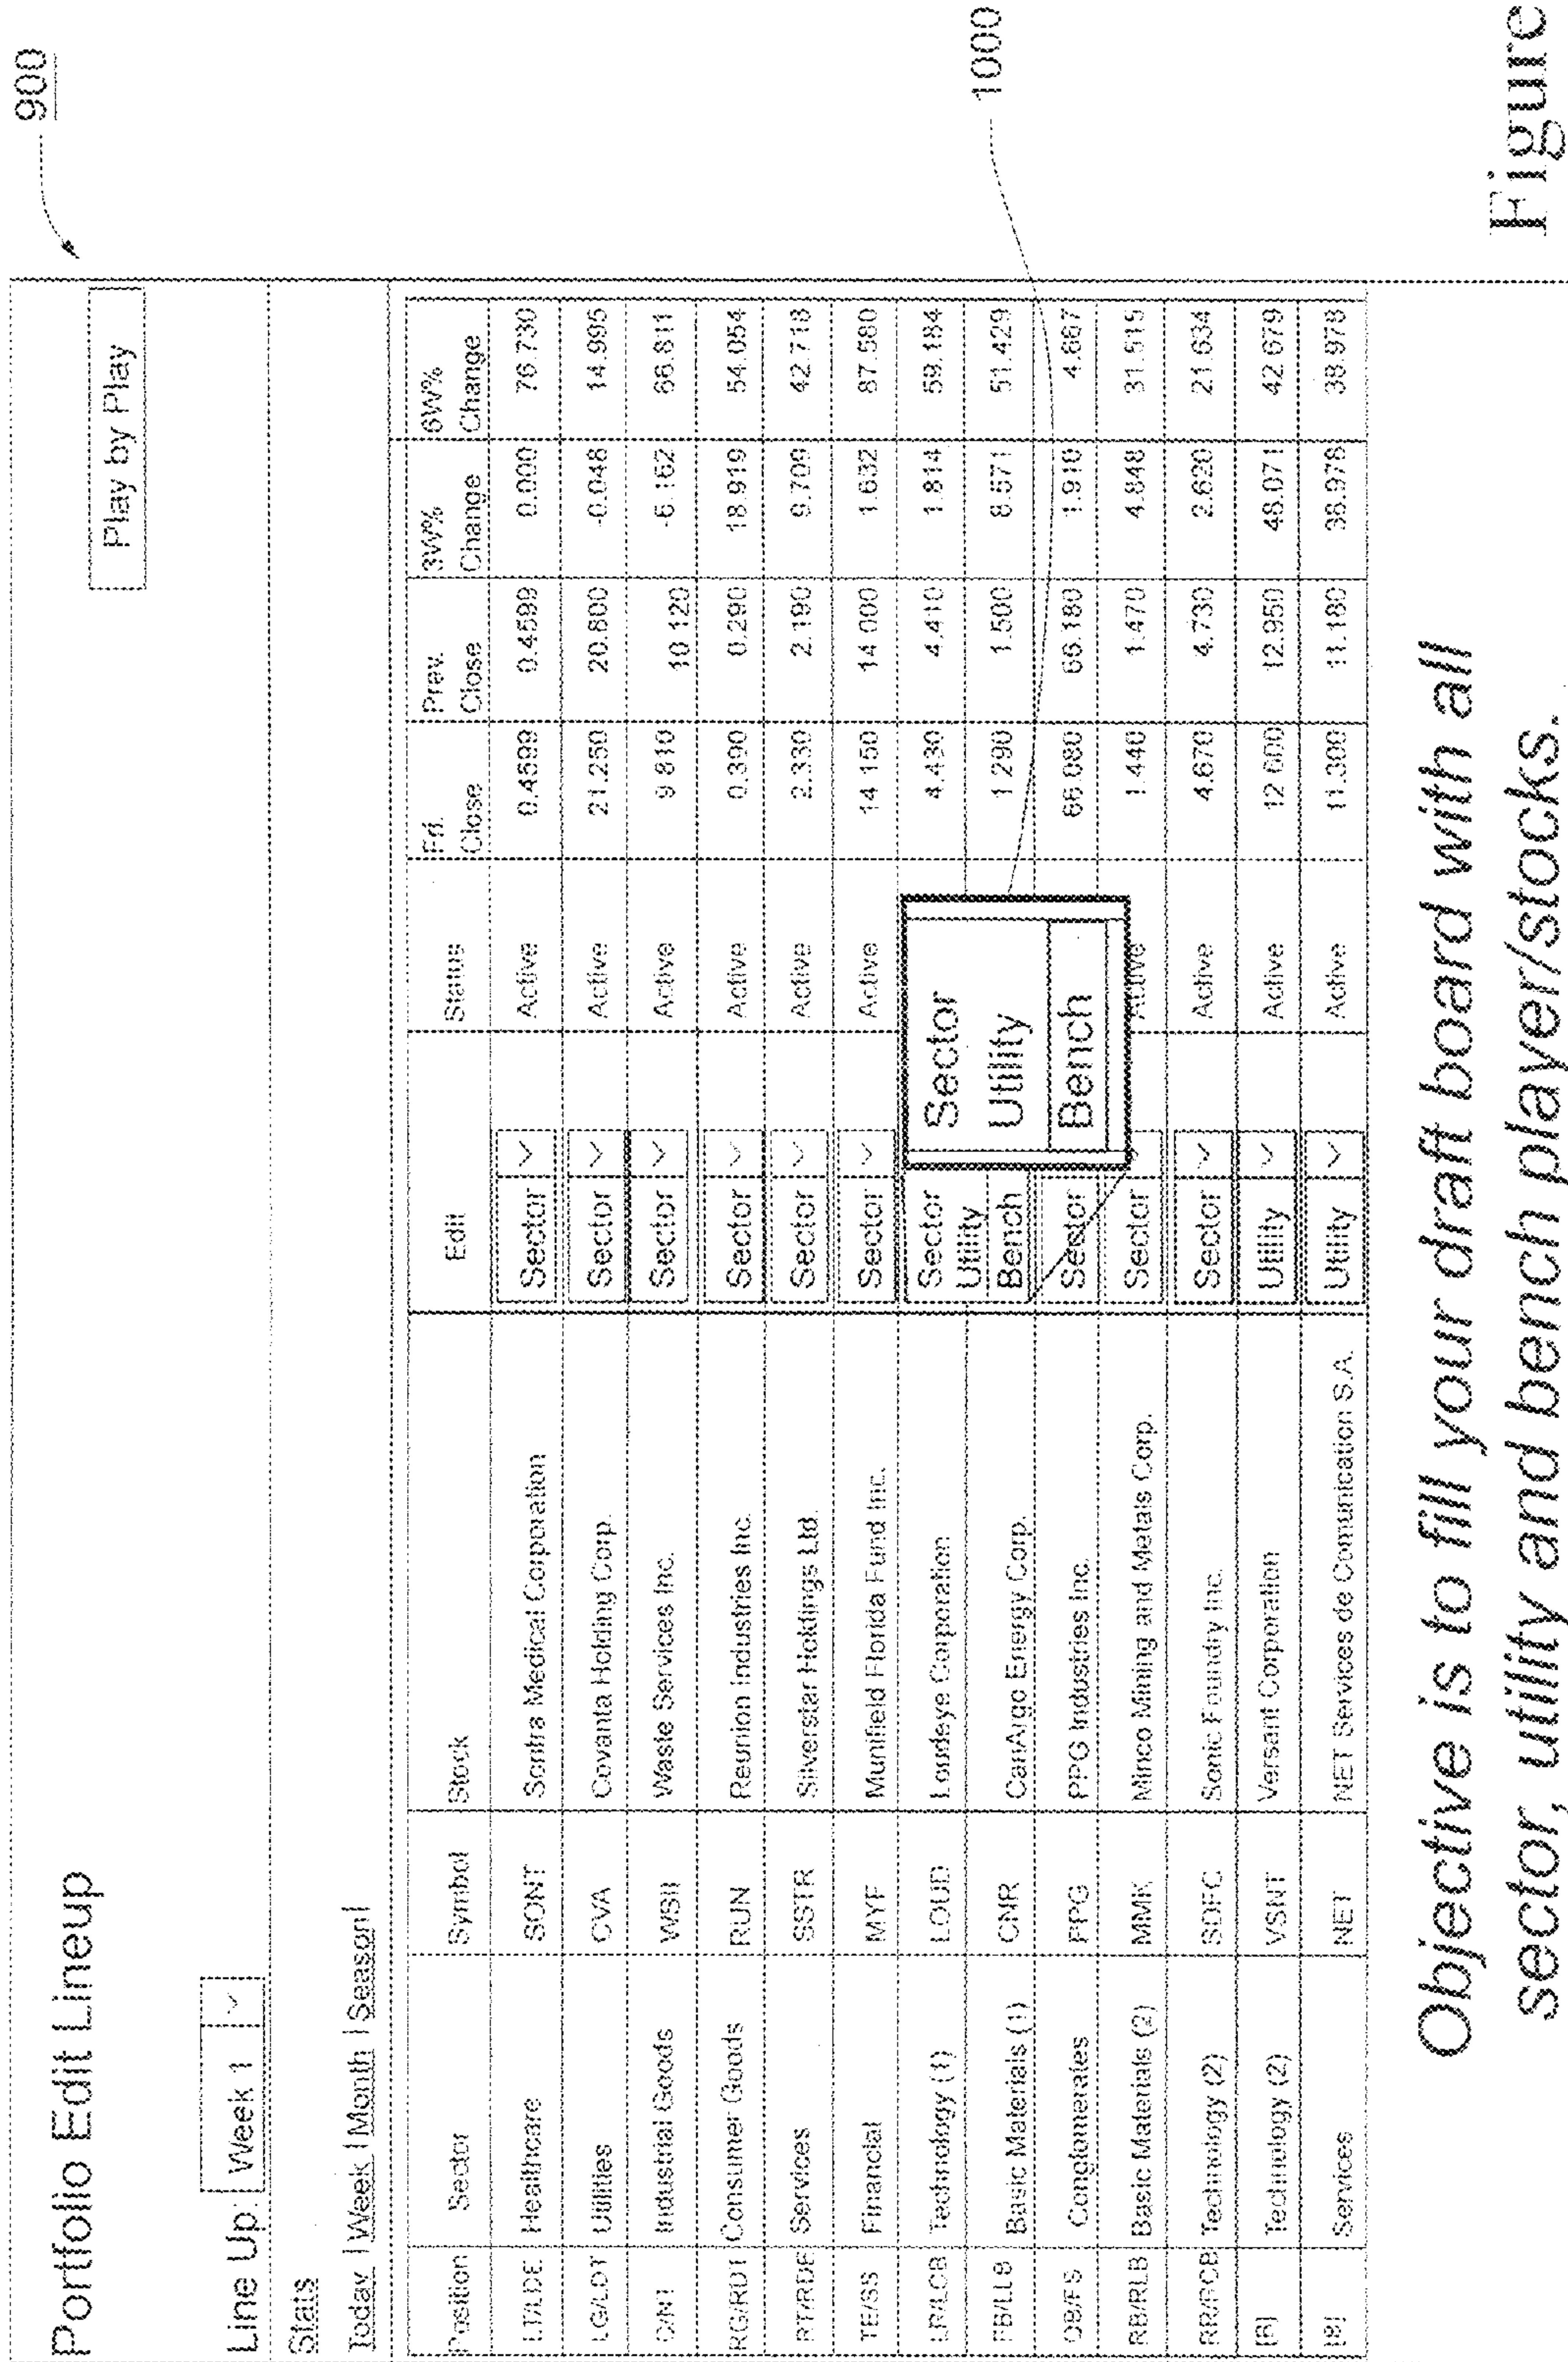 900
Portfolio Edit Lineup
Play by Play
Line Up: Week 1
Stats
Today | Week | Month | Season |
Position Sector Symbol Stock Edit Status Fri. Close Prev. Close 3W% Change 6W% Change
LT/LDE Healthcare SONT Sontra Medical Corporation Sector Active 0.4599 0.4599 0.000 76.730
LG/LDT Utilities CVA Covanta Holding Corp. Sector Active 21.250 20.600 -0.048 14.995
C/NT Industrial Goods WSII Waste Services Inc. Sector Active 9.810 10.120 -6.162 66.811
RG/RDT Consumer Goods RUN Reunion Industries Inc. Sector Active 0.390 0.290 18.919 54.054
RT/RDE Services SSTR Silverstar Holdings Ltd. Sector Active 2.330 2.190 9.709 42.718
TE/SS Financial MYF Munifield Florida Fund Inc. Sector Active 14.150 14.000 1.632 87.580
LR/LCB Technology (1) LOUD Loudeye Corporation Sector 4.430 4.410 1.814 59.184
Utility
FB/LLB Basic Materials (1) CNR CanArgo Energy Corp. Bench 1.290 1.500 8.571 51.429
QB/FS Conglomerates PPG PPG Industries Inc. Sector 66.080 66.180 1.910 4.667
RB/RLB Basic Materials (2) MMK Minco Mining and Metals Corp. Sector Active 1.440 1.470 4.848 31.515
RR/RCB Technology (2) SDFC Sonic Foundry Inc. Sector Active 4.670 4.730 2.620 21.634
[B] Technology (2) VSNT Versant Corporation Utility Active 12.000 12.950 48.071 42.679
[B] Services NET NET Services de Comunication S.A. Utility Active 11.300 11.180 38.978 38.978
Sector
Utility
Bench
1000
Objective is to fill your draft board with all
sector, utility and bench player/stocks.
Figure